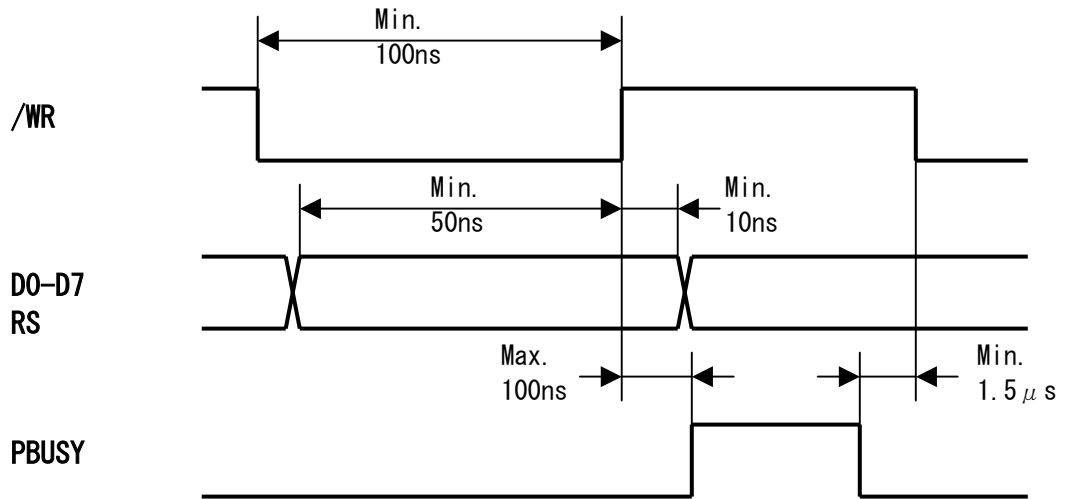 Min.
100ns
/WR
Min.
50ns
Min.
10ns
D0-D7
RS
Max.
100ns
Min.
1.5μs
PBUSY